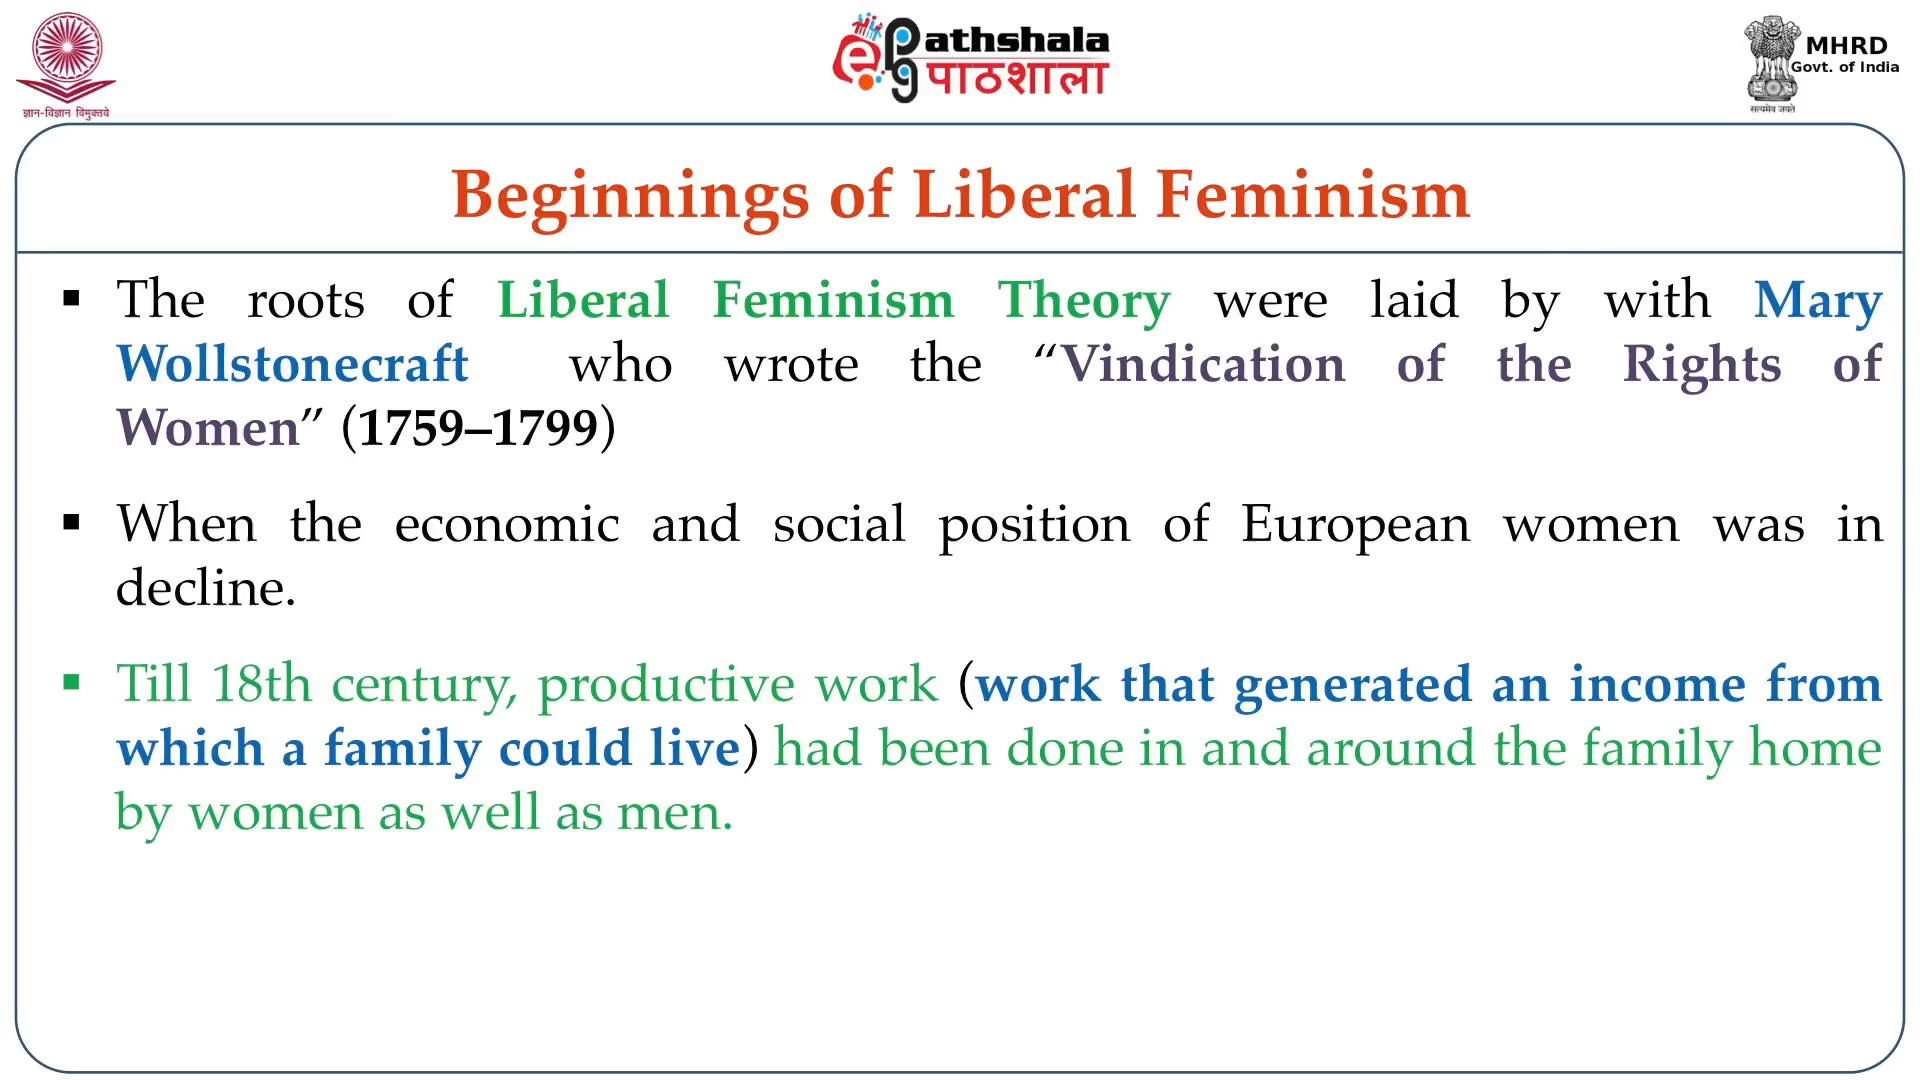 ज्ञान-विज्ञान विमुक्तये
e pg Pathshala
पाठशाला
MHRD
Govt. of India
सत्यमेव जयते
Beginnings of Liberal Feminism
▪ The roots of Liberal Feminism Theory were laid by with Mary
Wollstonecraft who wrote the “Vindication of the Rights of
Women” (1759–1799)
▪ When the economic and social position of European women was in
decline.
▪ Till 18th century, productive work (work that generated an income from
which a family could live) had been done in and around the family home
by women as well as men.